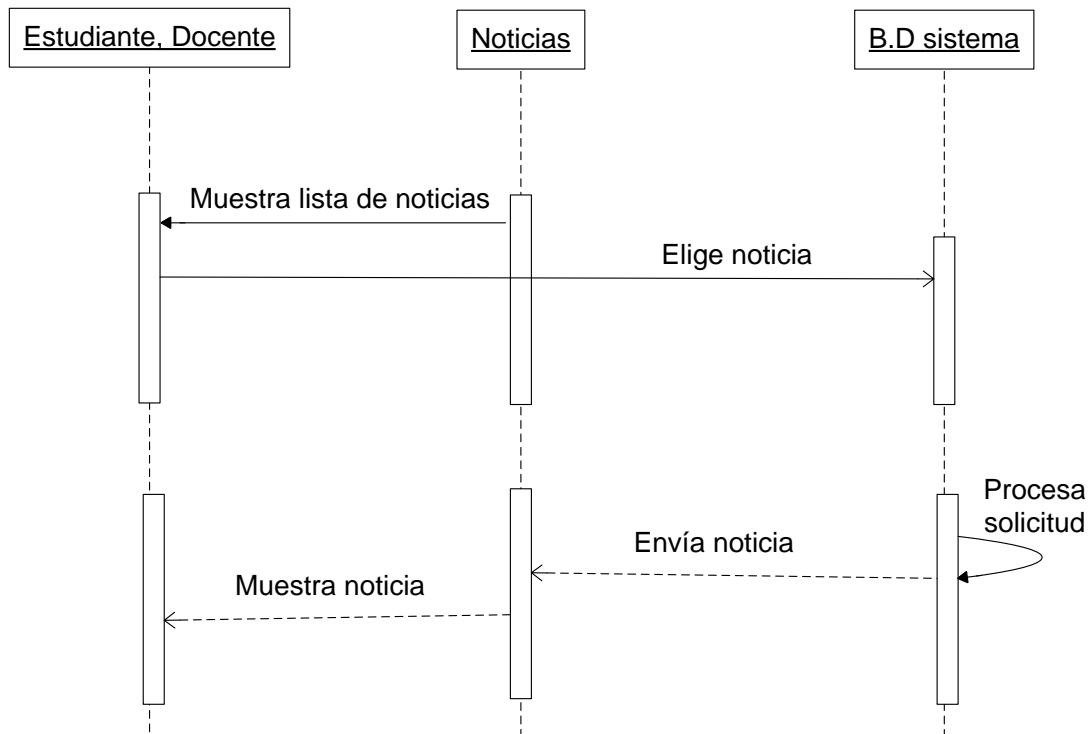 Estudiante, Docente
Noticias
B.D sistema
Muestra lista de noticias
Elige noticia
Procesa
solicitud
Envía noticia
Muestra noticia